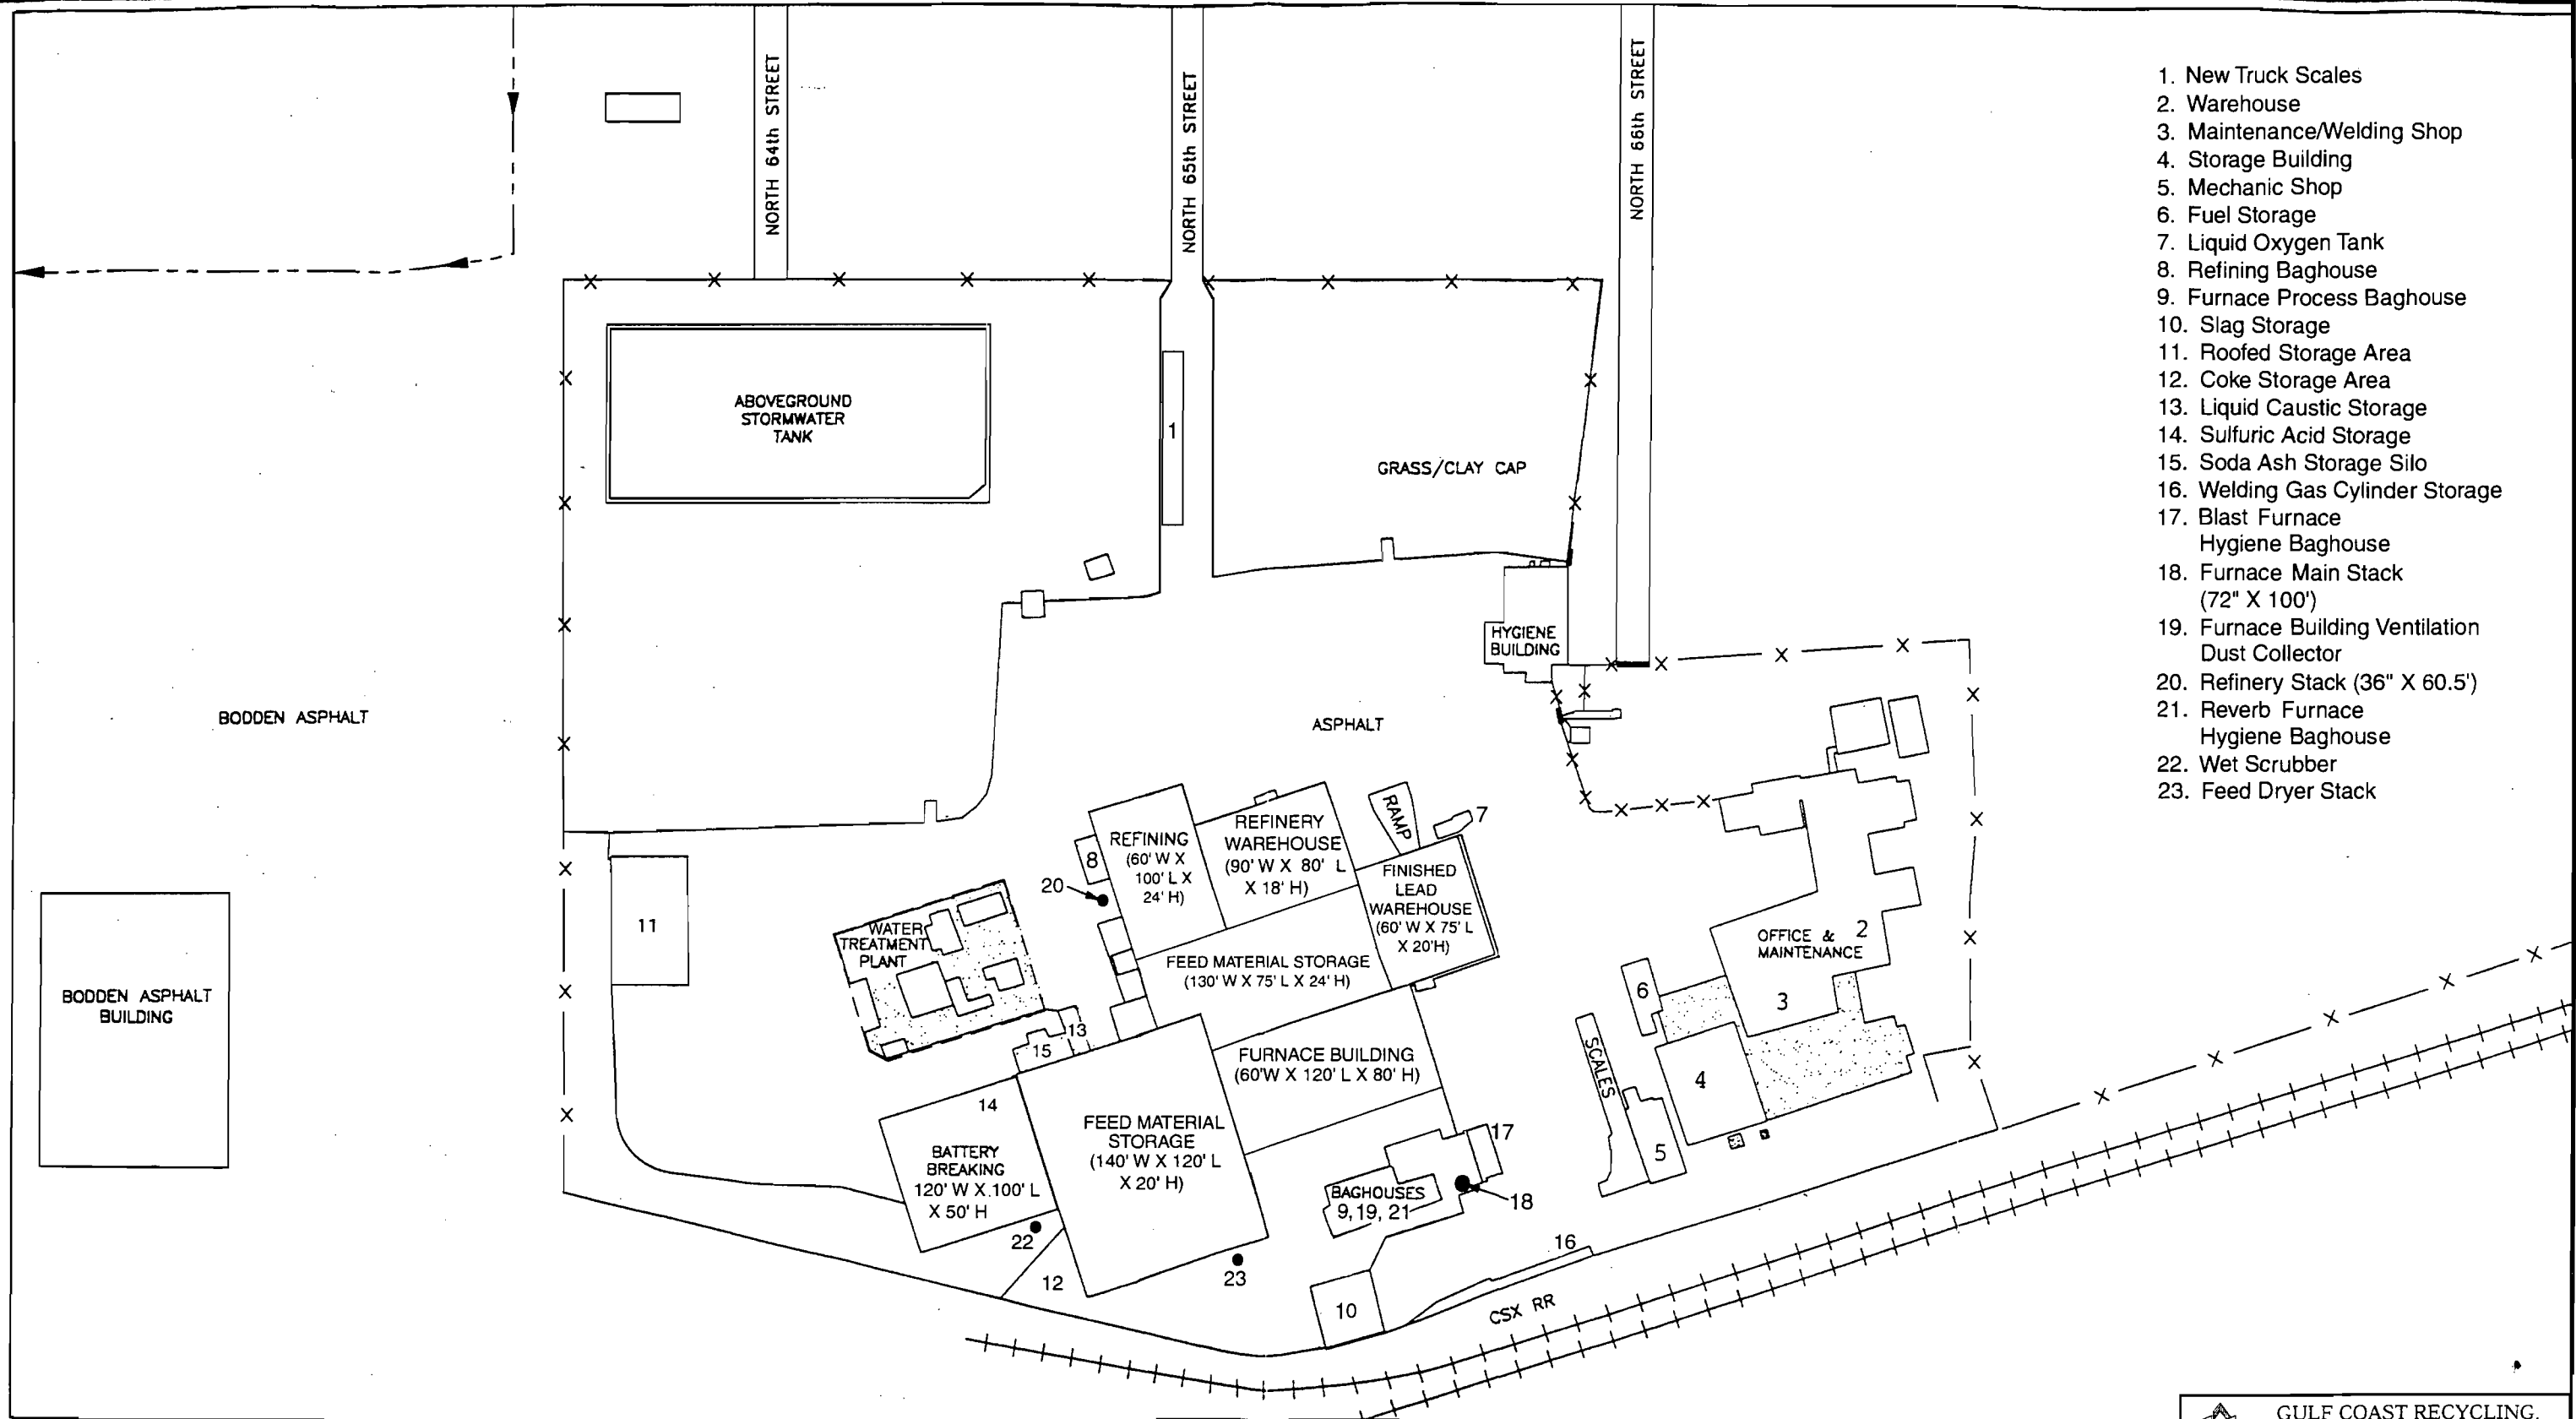 NORTH 64th STREET
NORTH 65th STREET
NORTH 66th STREET
1. New Truck Scales
2. Warehouse
3. Maintenance/Welding Shop
4. Storage Building
5. Mechanic Shop
6. Fuel Storage
7. Liquid Oxygen Tank
8. Refining Baghouse
9. Furnace Process Baghouse
10. Slag Storage
11. Roofed Storage Area
12. Coke Storage Area
13. Liquid Caustic Storage
14. Sulfuric Acid Storage
15. Soda Ash Storage Silo
16. Welding Gas Cylinder Storage
17. Blast Furnace
Hygiene Baghouse
18. Furnace Main Stack
(72" X 100')
19. Furnace Building Ventilation
Dust Collector
20. Refinery Stack (36" X 60.5')
21. Reverb Furnace
Hygiene Baghouse
22. Wet Scrubber
23. Feed Dryer Stack
ABOVEGROUND
STORMWATER
TANK
1
GRASS/CLAY CAP
HYGIENE
BUILDING
BODDEN ASPHALT
ASPHALT
BODDEN ASPHALT
BUILDING
11
WATER
TREATMENT
PLANT
8
20
REFINING
(60' W X
100' L X
24' H)
REFINERY
WAREHOUSE
(90' W X 80' L
X 18' H)
RAMP
7
FINISHED
LEAD
WAREHOUSE
(60' W X 75' L
X 20'H)
FEED MATERIAL STORAGE
(130' W X 75' L X 24' H)
13
15
14
FURNACE BUILDING
(60'W X 120' L X 80' H)
BATTERY
BREAKING
120' W X 100' L
X 50' H
FEED MATERIAL
STORAGE
(140' W X 120' L
X 20' H)
22
12
23
BAGHOUSES
9, 19, 21
17
18
10
16
CSX RR
SCALES
6
OFFICE & 2
MAINTENANCE
3
4
5
GULF COAST RECYCLING,